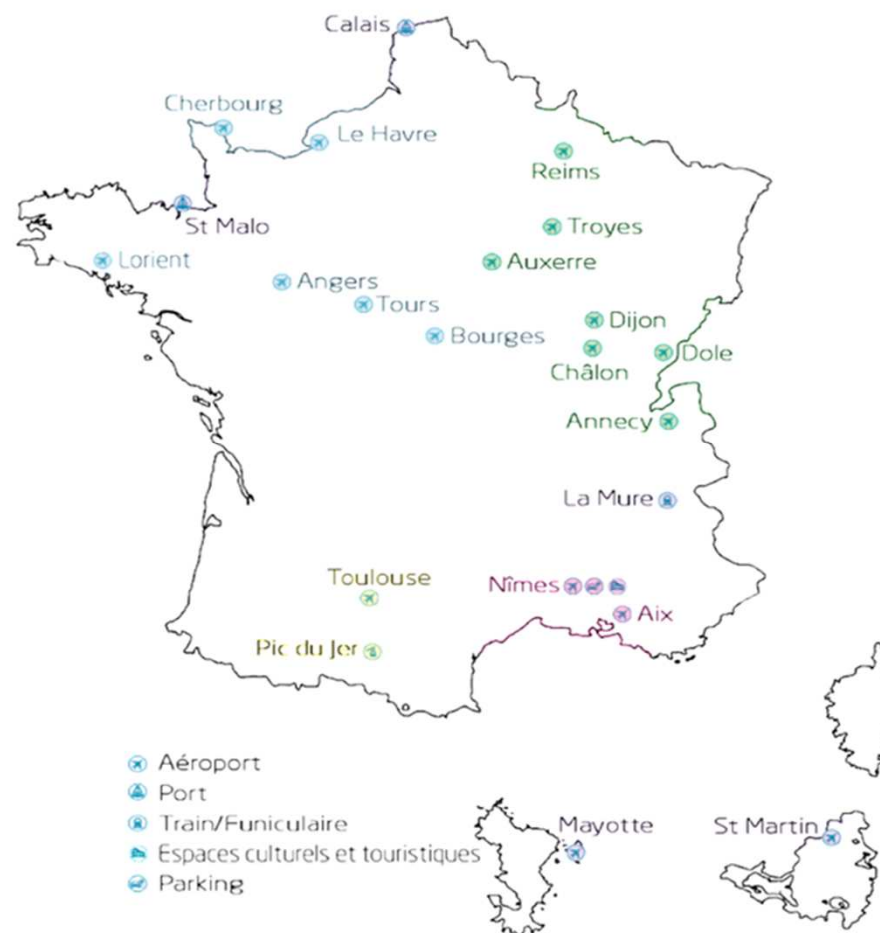 Calais
Cherbourg
Le Havre
Reims
St Malo
Troyes
Lorient
Auxerre
Angers
Tours
Dijon
Bourges
Dole
Châlon
Annecy
La Mure
Toulouse
Nîmes
Aix
Pic du Jer
Aéroport
Port
Train/Funiculaire
Espaces culturels et touristiques
Parking
Mayotte
St Martin